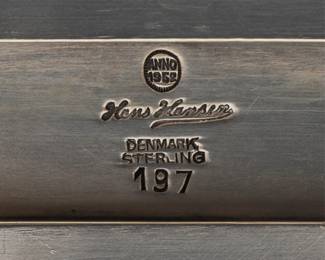 ANNO
1952
Hans Hansen
DENMARK
STERLING
197